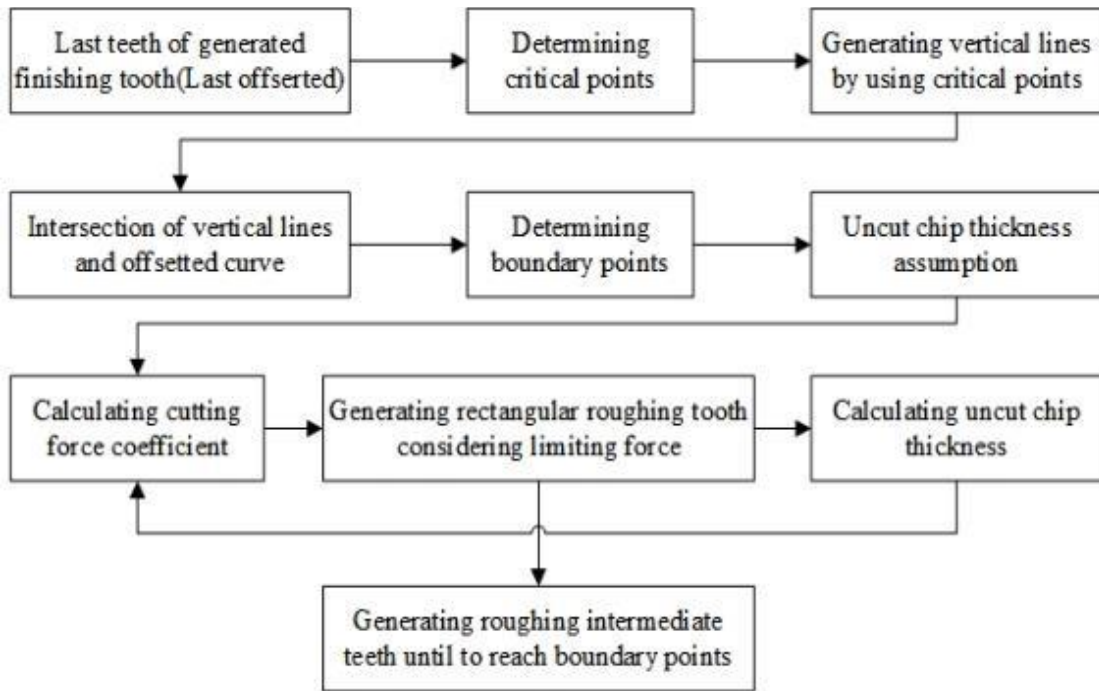 Last teeth of generated
finishing tooth(Last offserted)
Determining
critical points
Generating vertical lines
by using critical points
Intersection of vertical lines
and offsetted curve
Determining
boundary points
Uncut chip thickness
assumption
Calculating cutting
force coefficient
Generating rectangular roughing tooth
considering limiting force
Calculating uncut chip
thickness
Generating roughing intermediate
teeth until to reach boundary points